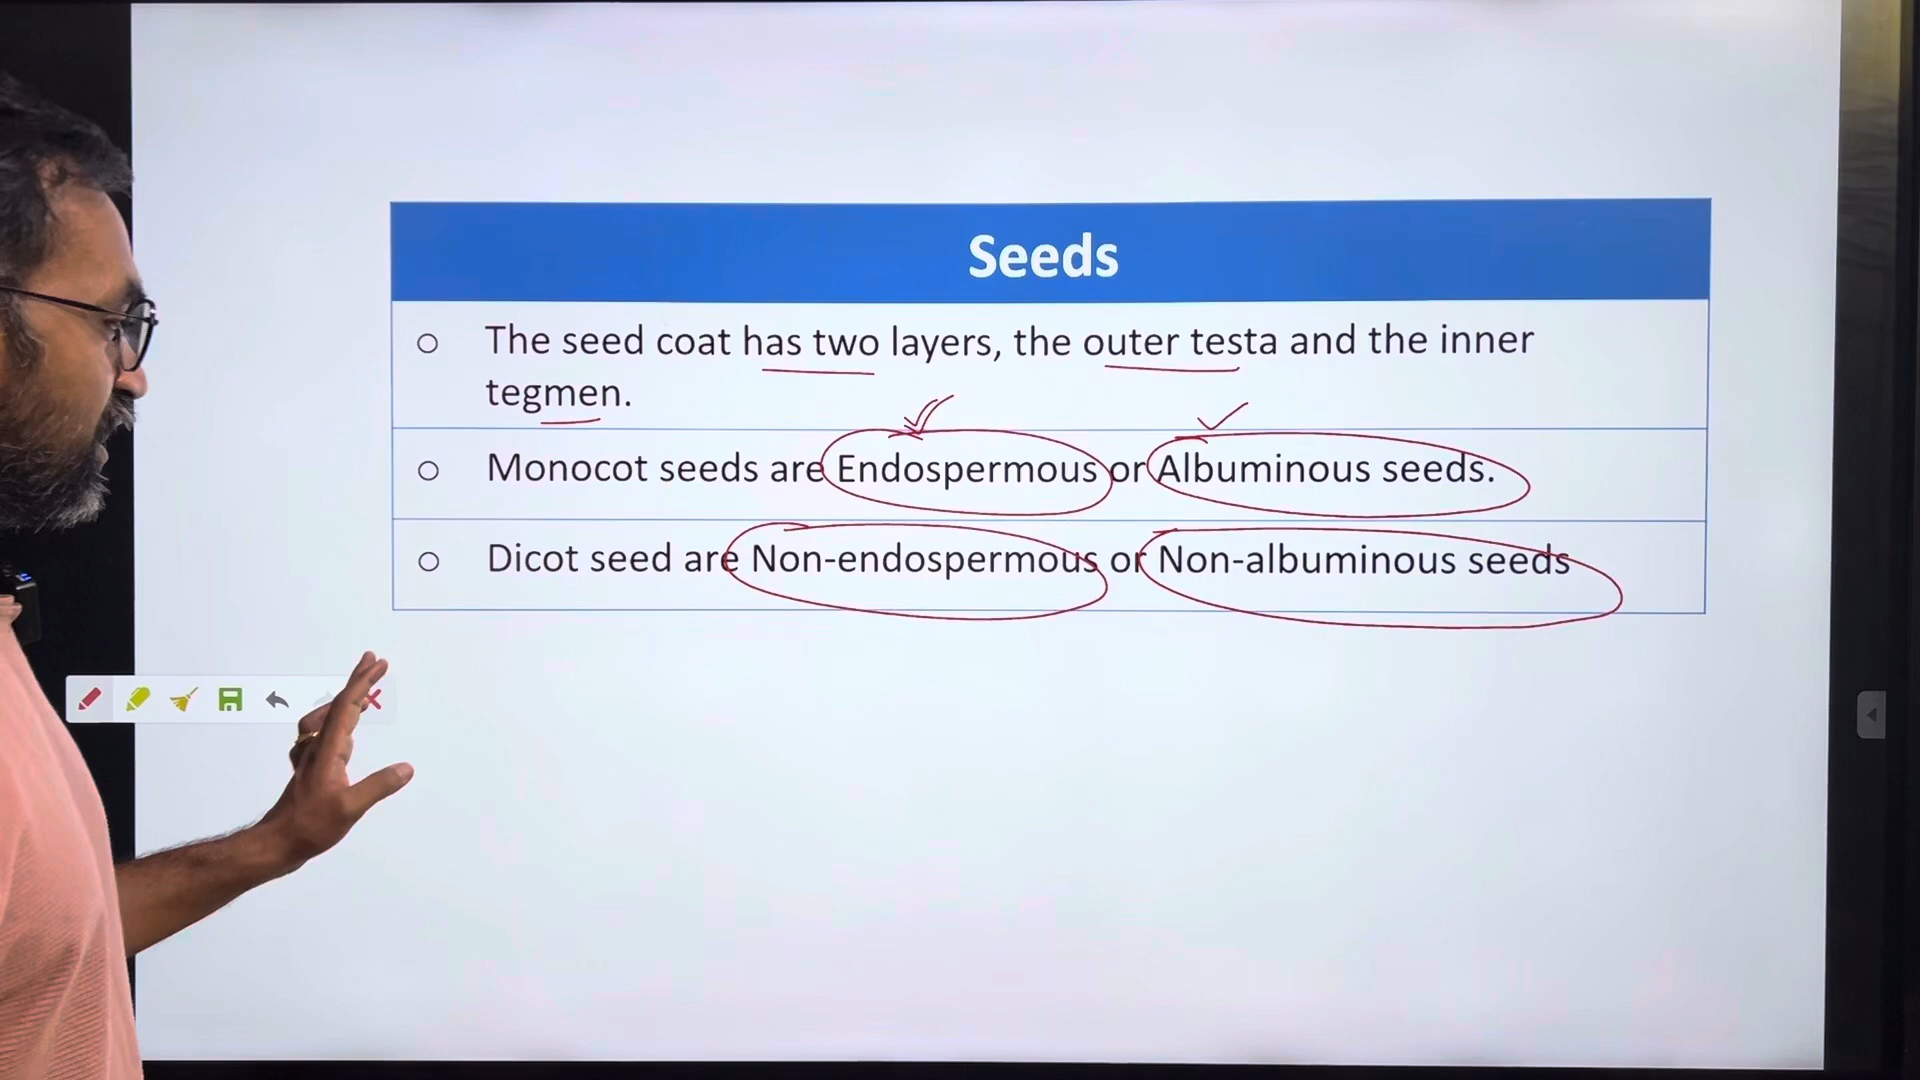 Seeds
The seed coat has two layers, the outer testa and the inner
tegmen.
Monocot seeds are Endospermous or Albuminous seeds.
Dicot seed are Non-endospermous or Non-albuminous seeds